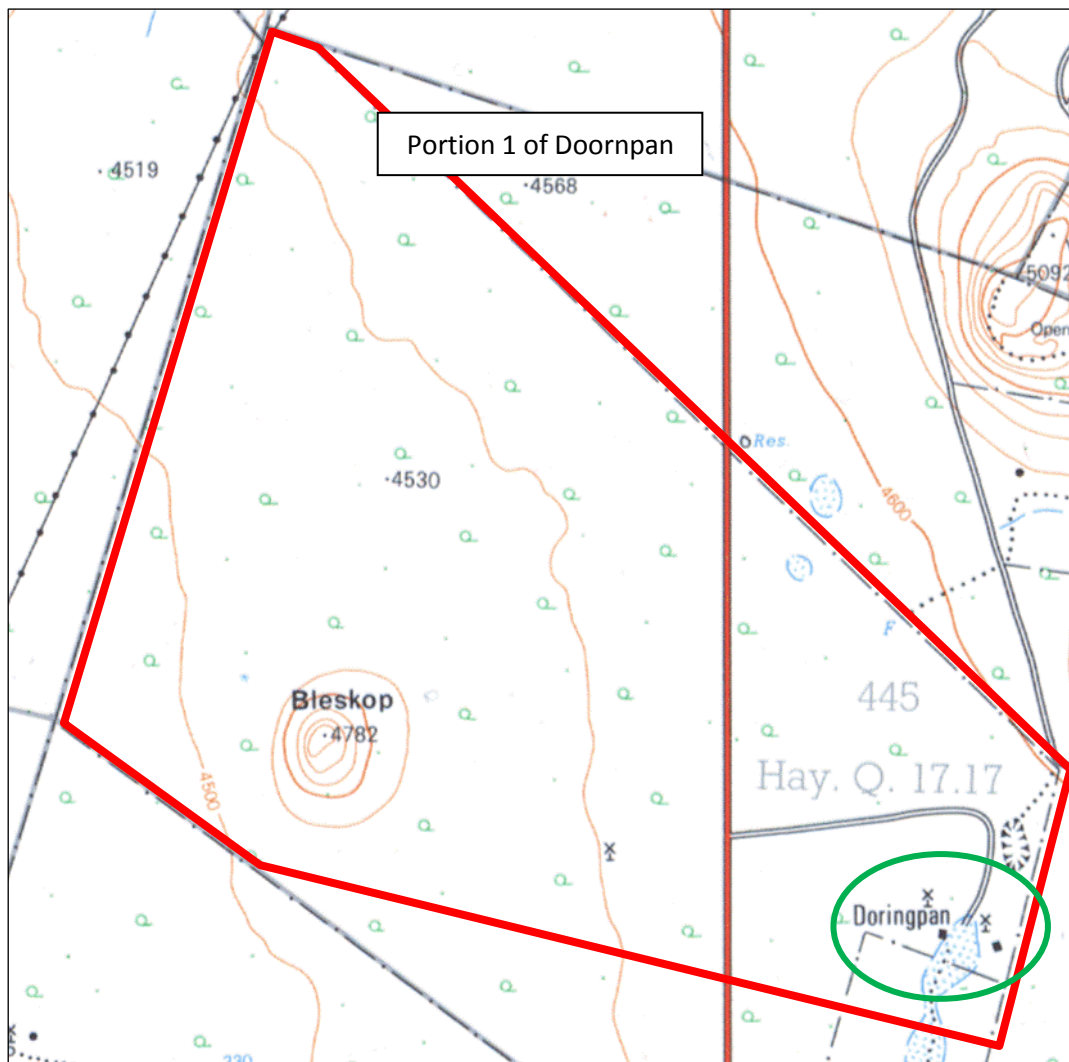 Portion 1 of Doornpan
4519
4568
5092
Open
Res.
4530
4600
F
445
Bleskop
4782
Hay. Q. 17.17
4500
Doringpan
330